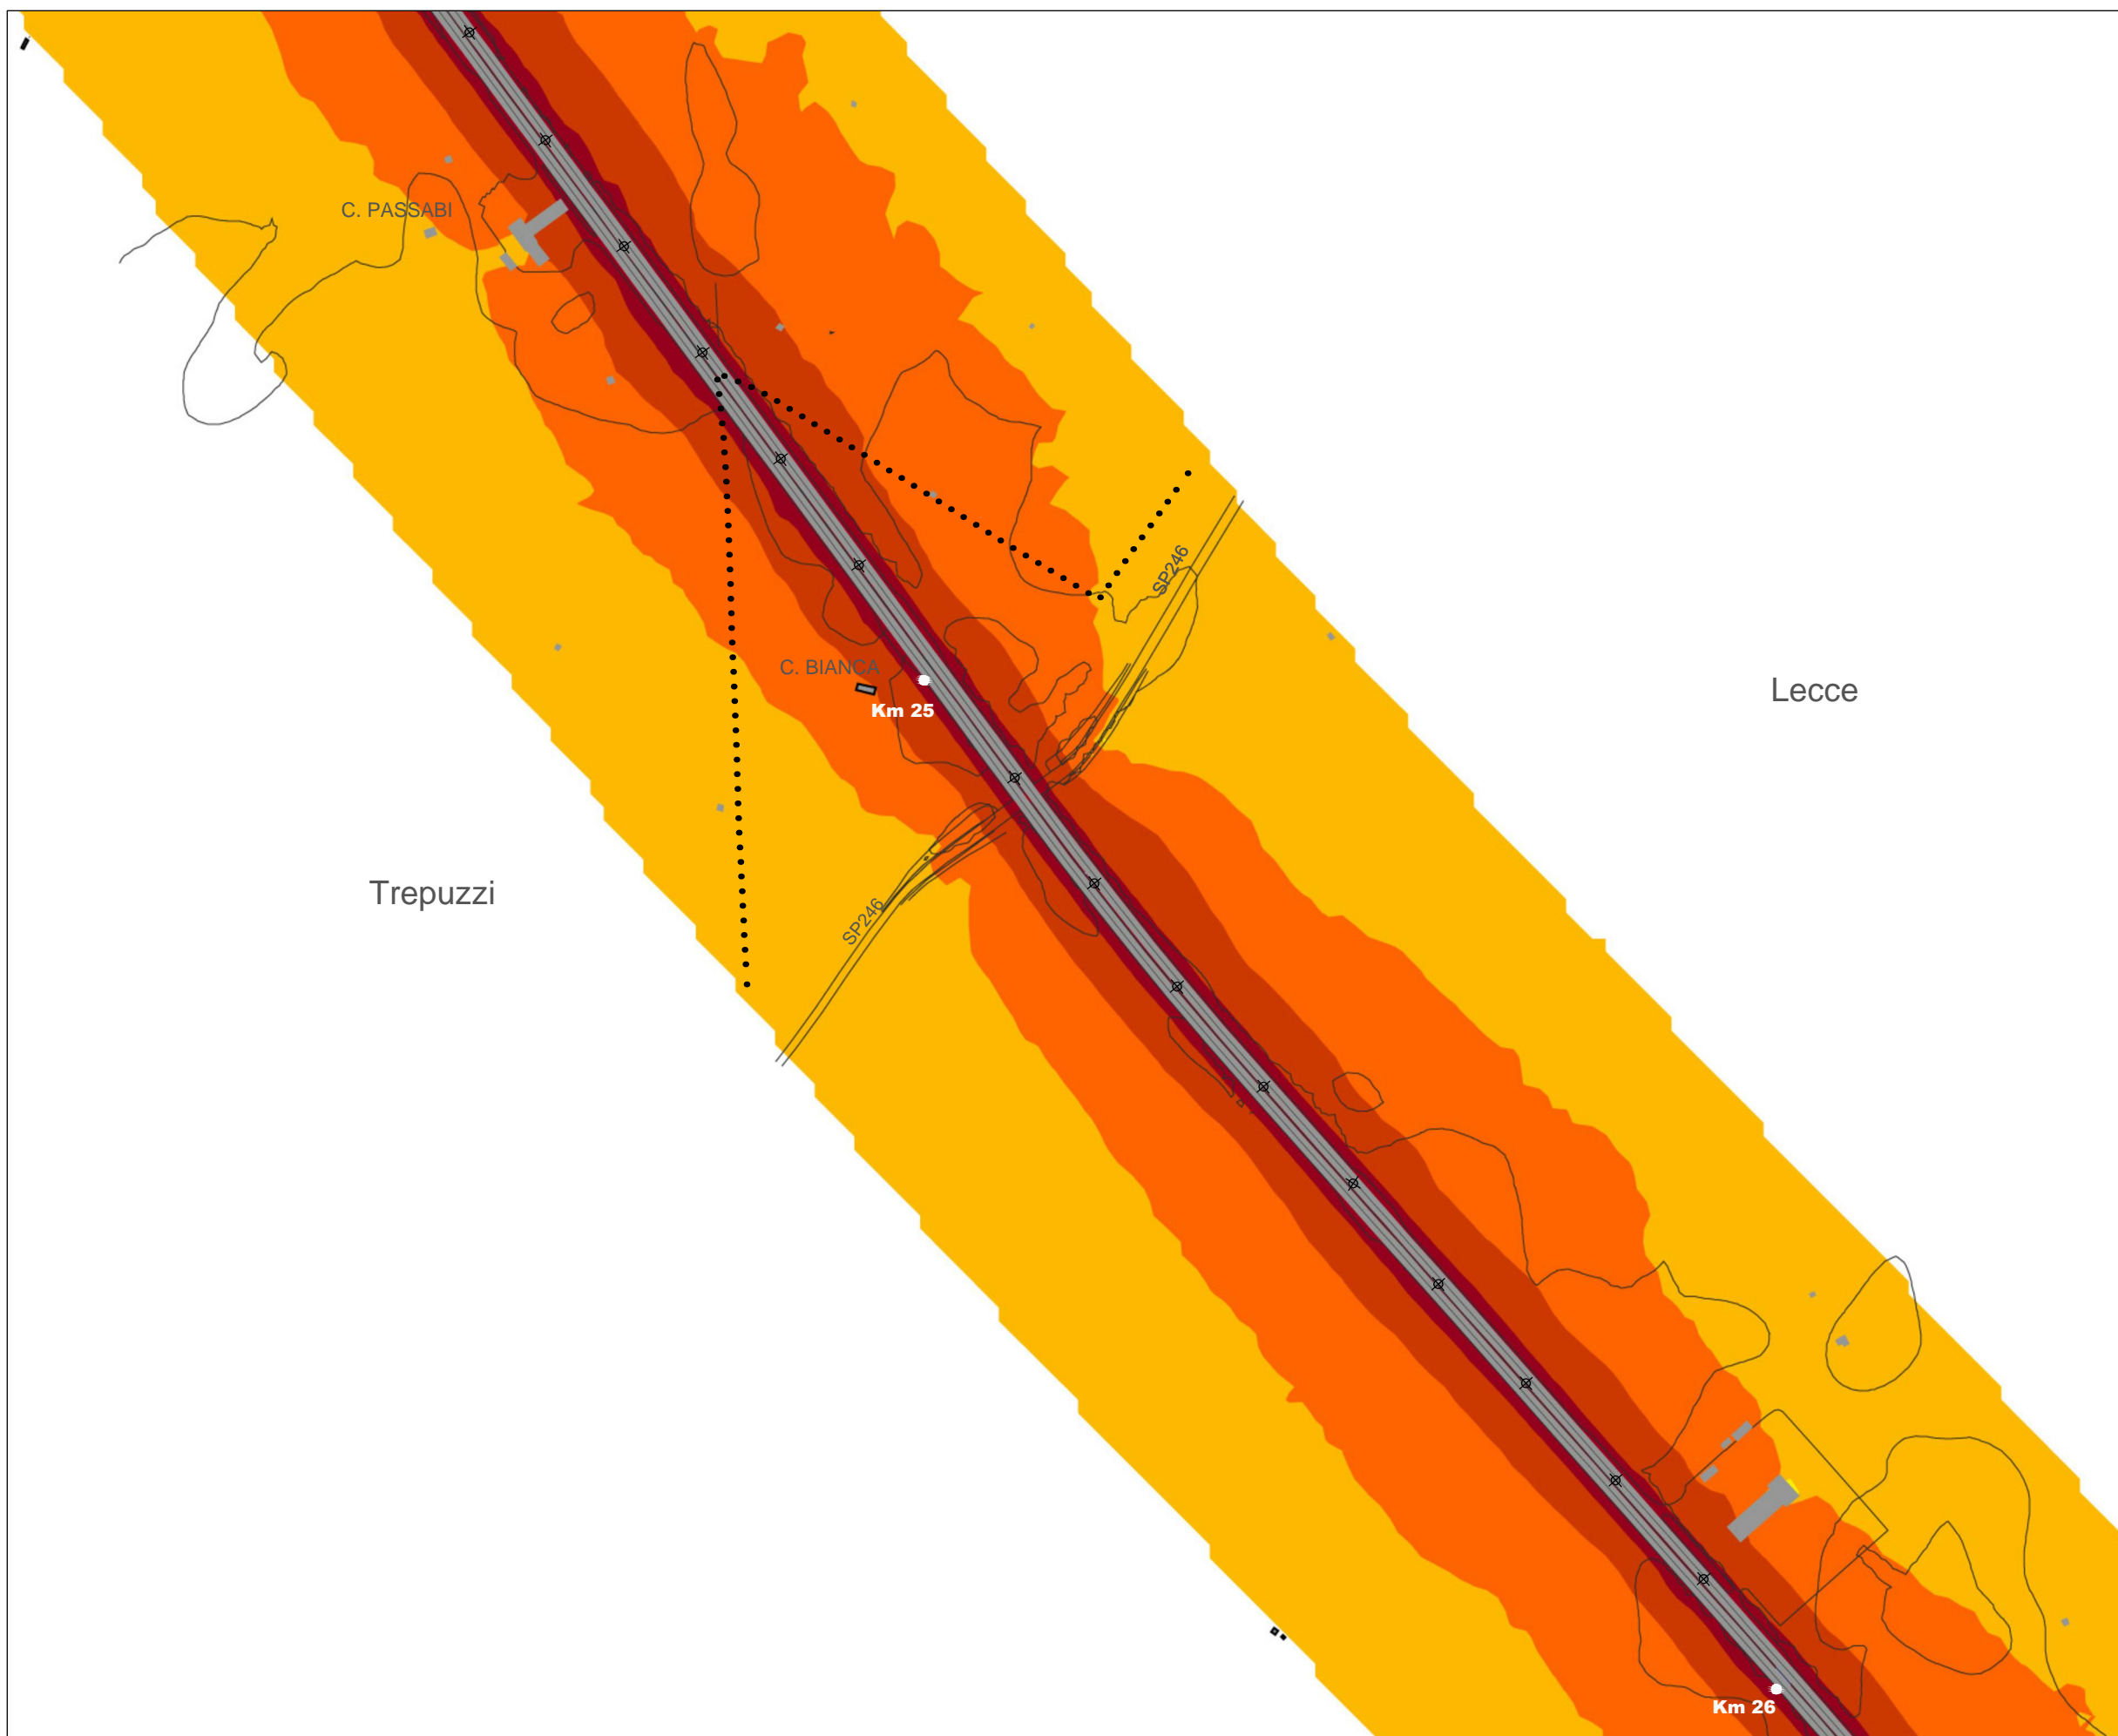 C. PASSABI
SP246
C. BIANCA
Km 25
Lecce
Trepuzzi
SP246
Km 26